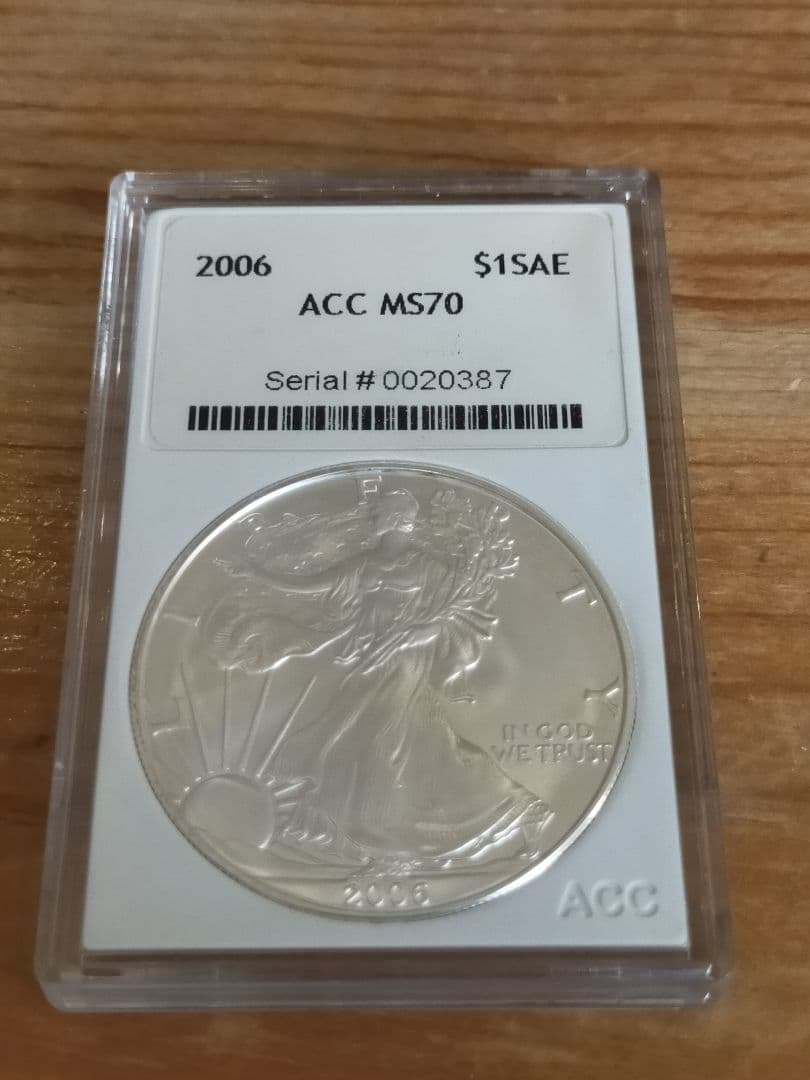 2006 $1SAE
ACC MS70
Serial # 0020387
LIBERTY
IN GOD
WE TRUST
2006
ACC